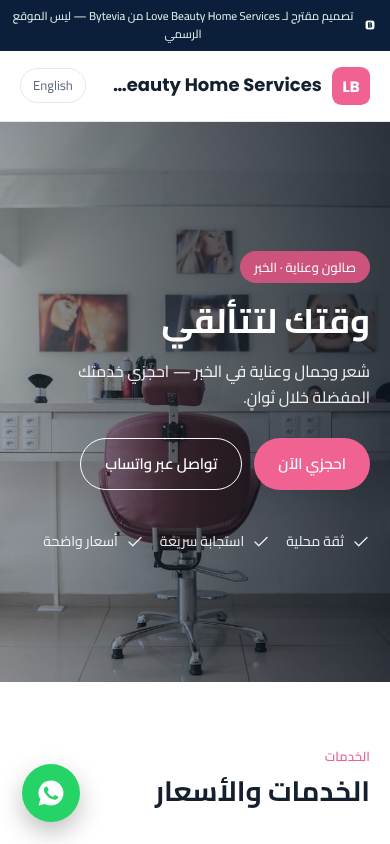 تصميم مقترح لـ Love Beauty Home Services من Bytevia — ليس الموقع
الرسمي
LB
...eauty Home Services
English
صالون وعناية · الخبر
وقتك لتتألقي
شعر وجمال وعناية في الخبر — احجزي خدمتك
المفضلة خلال ثوانٍ.
احجزي الآن
تواصل عبر واتساب
ثقة محلية
استجابة سريعة
أسعار واضحة
الخدمات
الخدمات والأسعار